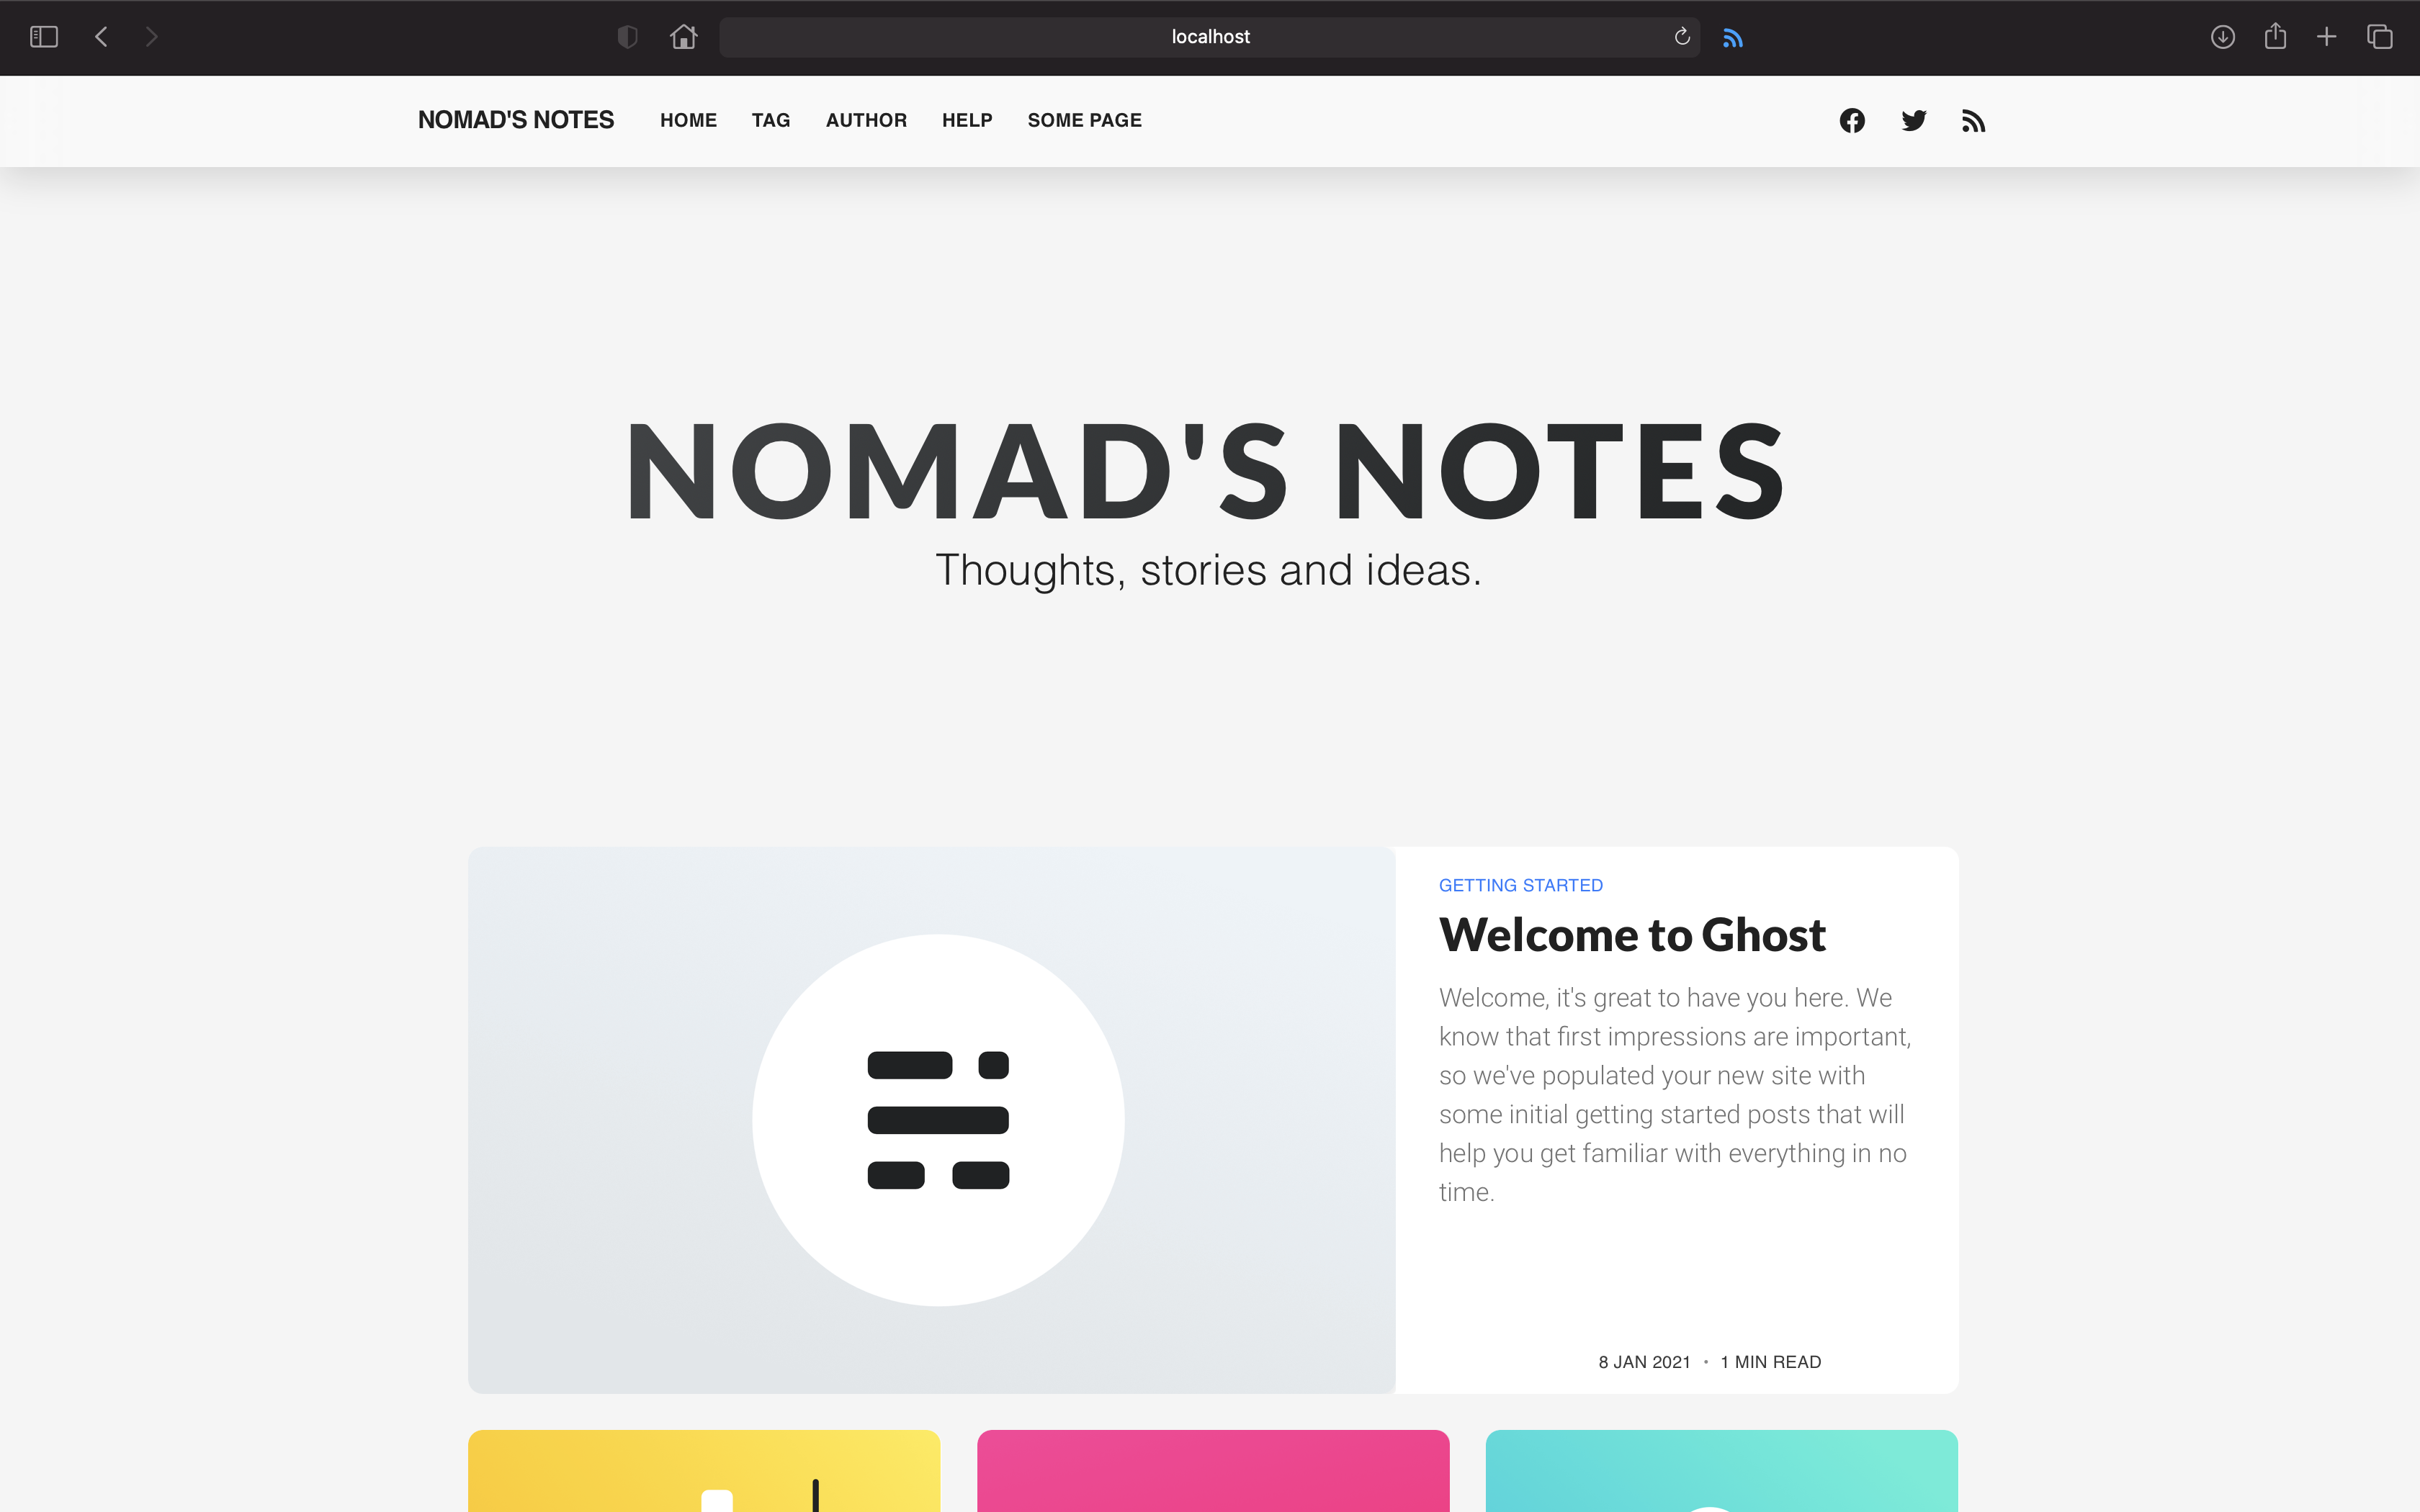 localhost
NOMAD'S NOTES HOME TAG AUTHOR HELP SOME PAGE
NOMAD'S NOTES
Thoughts, stories and ideas.
GETTING STARTED
Welcome to Ghost
Welcome, it's great to have you here. We
know that first impressions are important,
so we've populated your new site with
some initial getting started posts that will
help you get familiar with everything in no
time.
8 JAN 2021 • 1 MIN READ